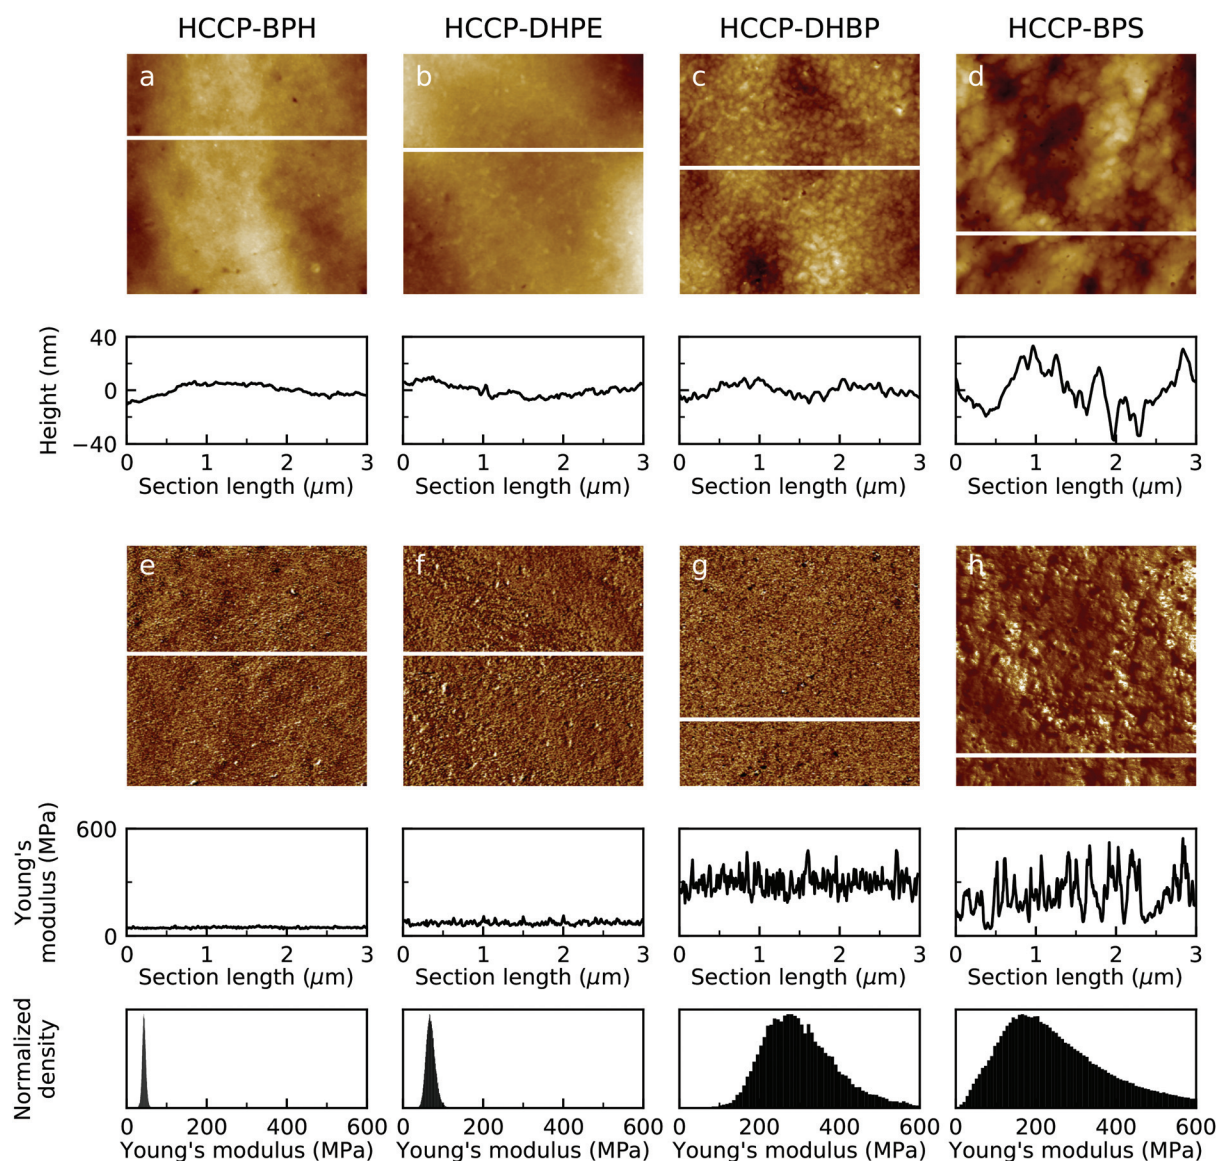 HCCP-BPH HCCP-DHPE HCCP-DHBP HCCP-BPS
a b c d
Height (nm)
40
0
−40
0 1 2 3 0 1 2 3 0 1 2 3 0 1 2 3
Section length (μm) Section length (μm) Section length (μm) Section length (μm)
e f g h
Young's
modulus (MPa)
600
0
0 1 2 3 0 1 2 3 0 1 2 3 0 1 2 3
Section length (μm) Section length (μm) Section length (μm) Section length (μm)
Normalized
density
0 200 400 600 0 200 400 600 200 400 600 0 200 400 600
Young's modulus (MPa) Young's modulus (MPa) Young's modulus (MPa) Young's modulus (MPa)